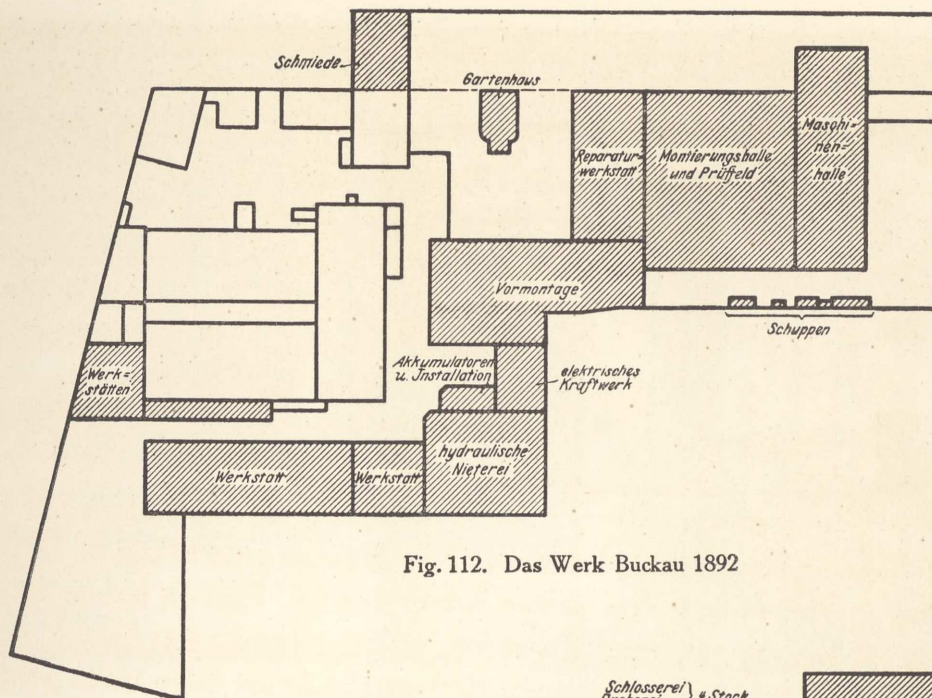 Schmiede
Gartenhaus
Reparatur-
werkstatt
Montierungshalle
und Prüffeld
Maschi-
nen-
halle
Vormontage
Schuppen
Akkumulatoren
u. Installation
elektrisches
Kraftwerk
Werk-
stätten
Werkstatt
Werkstatt
hydraulische
Nieterei
Fig. 112. Das Werk Buckau 1892
Schlosserei
4. Stock